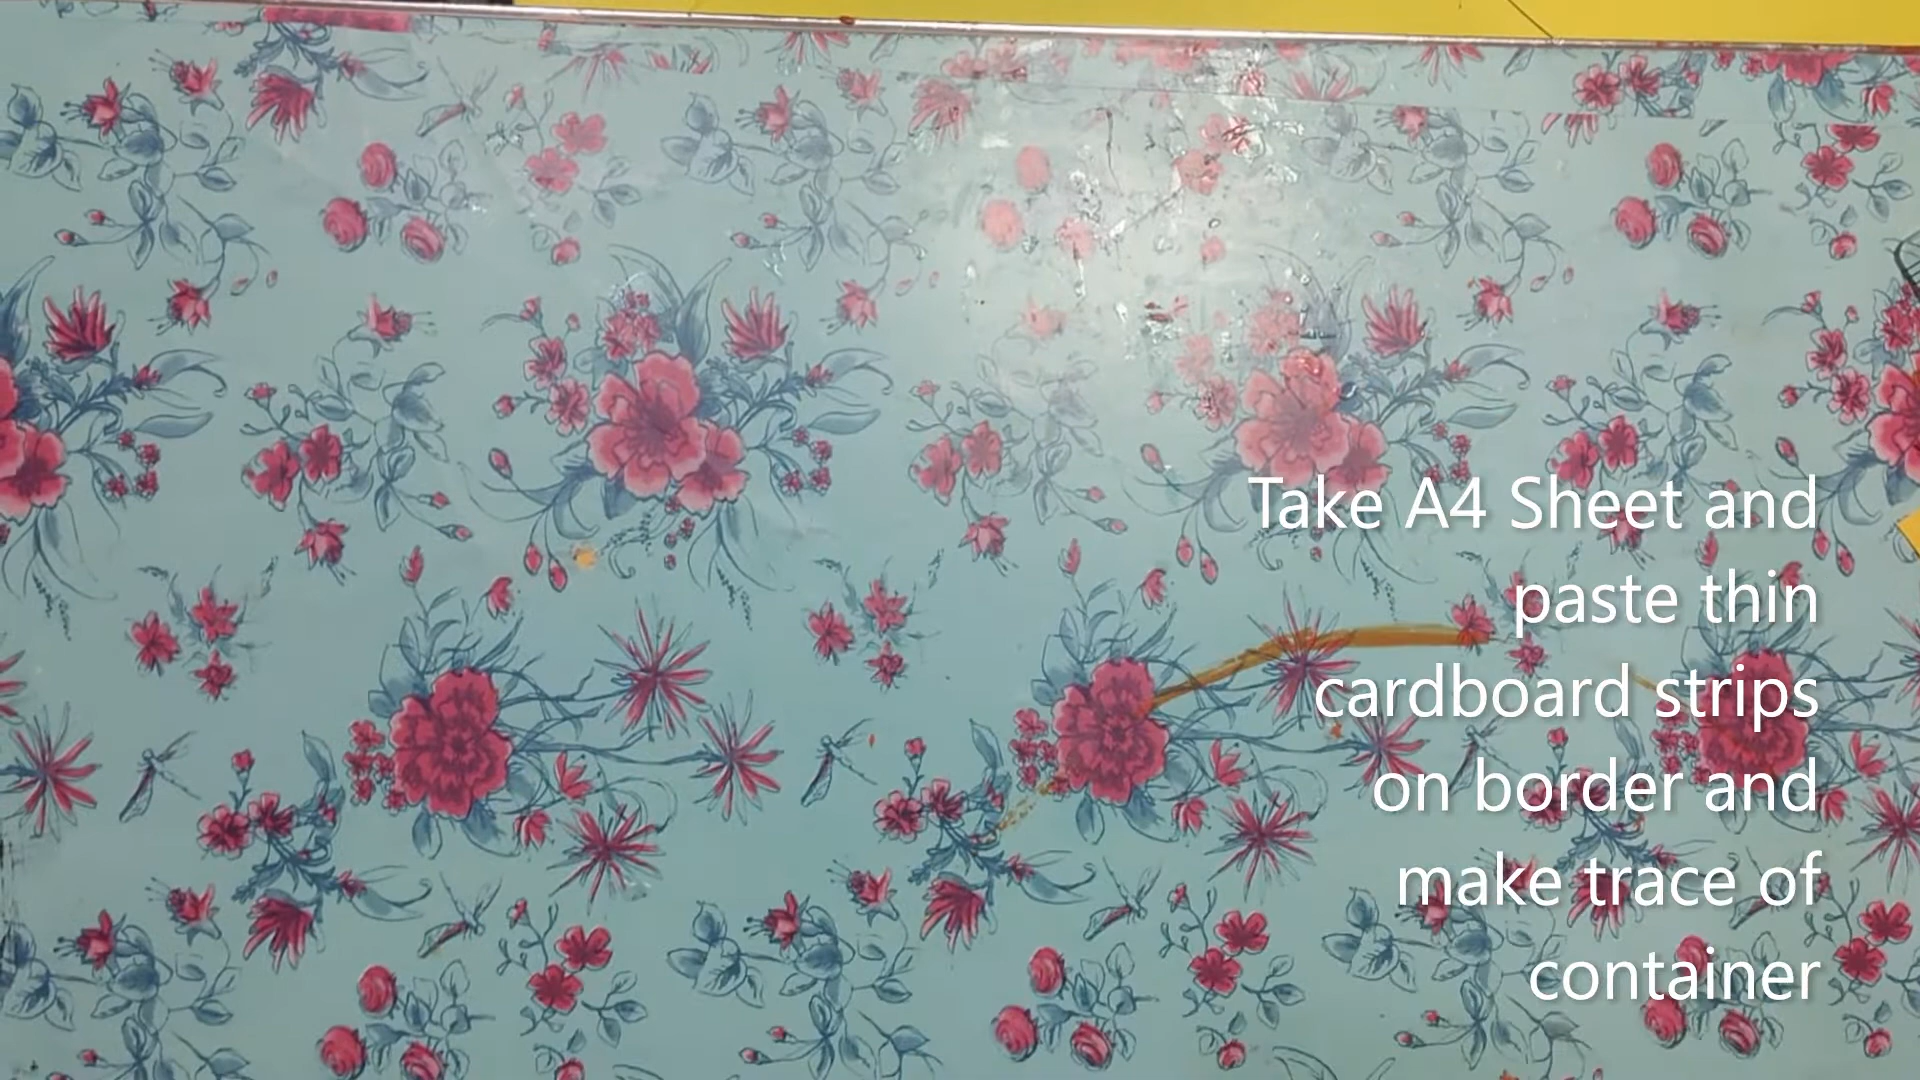 Take A4 Sheet and
paste thin
cardboard strips
on border and
make trace of
container